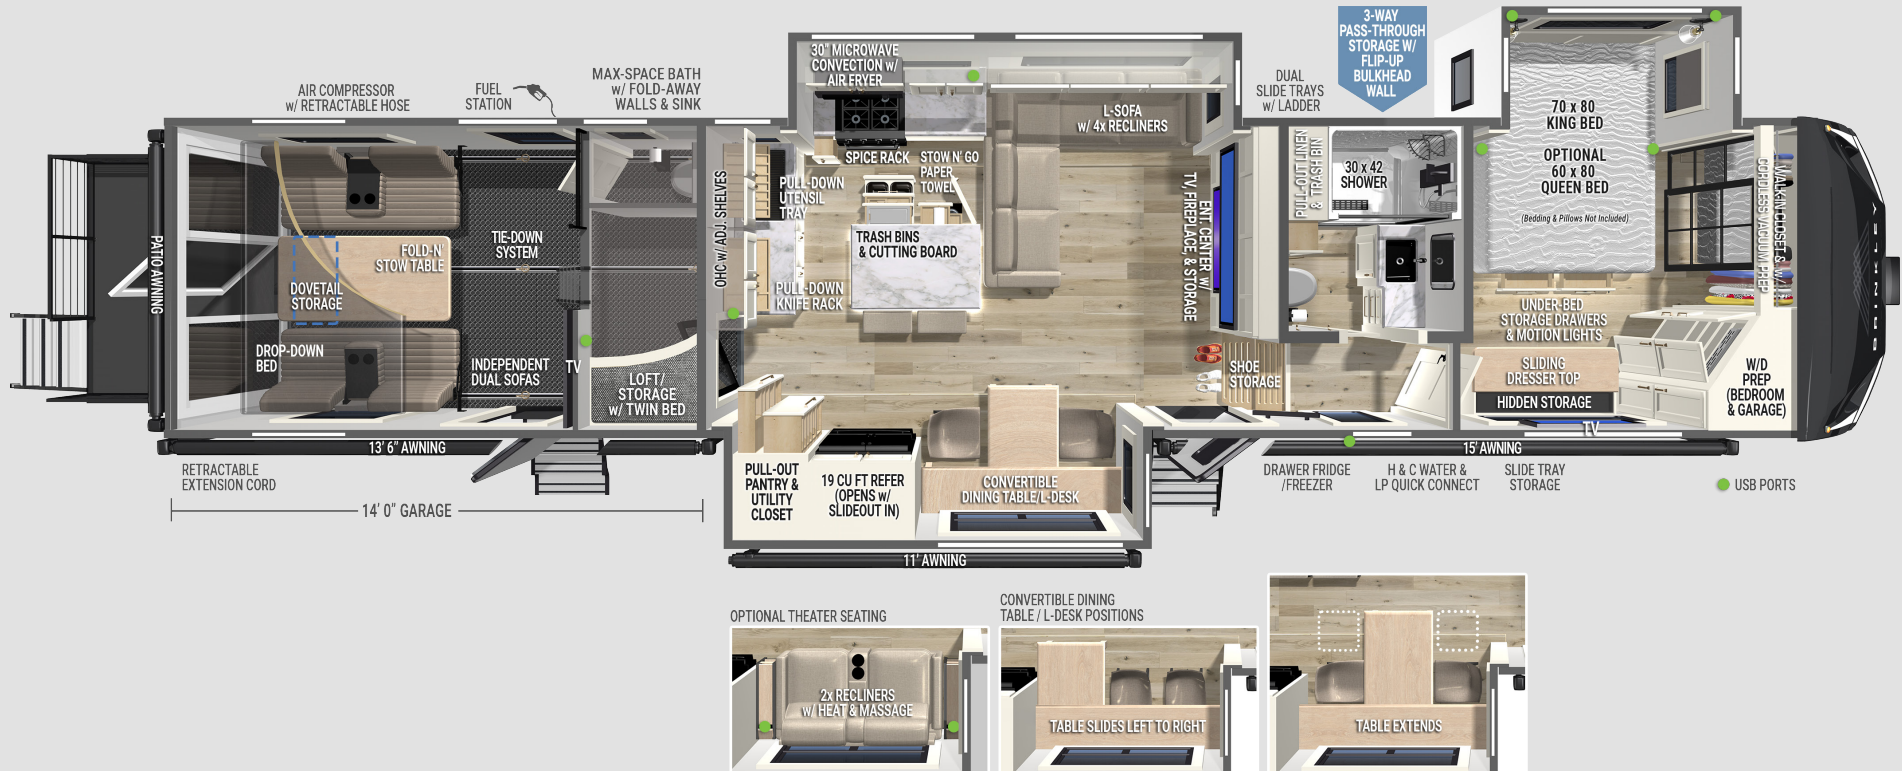 3-WAY
PASS-THROUGH
STORAGE W/
FLIP-UP
BULKHEAD
WALL
AIR COMPRESSOR
w/ RETRACTABLE HOSE
FUEL
STATION
MAX-SPACE BATH
w/ FOLD-AWAY
WALLS & SINK
30" MICROWAVE
CONVECTION w/
AIR FRYER
DUAL
SLIDE TRAYS
w/ LADDER
L-SOFA
w/ 4x RECLINERS
70 x 80
KING BED
OPTIONAL
60 x 80
QUEEN BED
(Bedding & Pillows Not Included)
SPICE RACK
STOW N' GO
PAPER
TOWEL
PULL-DOWN
UTENSIL
TRAY
OHC w/ ADJ. SHELVES
PULL-OUT LINEN
& TRASH BIN
30 x 42
SHOWER
WALK-IN CLOSET & w/
CORDLESS VACUUM PREP
PATIO AWNING
TIE-DOWN
SYSTEM
FOLD-N'
STOW TABLE
DOVETAIL
STORAGE
TRASH BINS
& CUTTING BOARD
PULL-DOWN
KNIFE RACK
ENT CENTER w/
TV, FIREPLACE, & STORAGE
BRINKLEY
UNDER-BED
STORAGE DRAWERS
& MOTION LIGHTS
DROP-DOWN
BED
INDEPENDENT
DUAL SOFAS
TV
LOFT/
STORAGE
w/ TWIN BED
SHOE
STORAGE
SLIDING
DRESSER TOP
HIDDEN STORAGE
TV
W/D
PREP
(BEDROOM
& GARAGE)
13' 6" AWNING
15' AWNING
RETRACTABLE
EXTENSION CORD
PULL-OUT
PANTRY &
UTILITY
CLOSET
19 CU FT REFER
(OPENS w/
SLIDEOUT IN)
CONVERTIBLE
DINING TABLE/L-DESK
DRAWER FRIDGE
/FREEZER
H & C WATER &
LP QUICK CONNECT
SLIDE TRAY
STORAGE
USB PORTS
14' 0" GARAGE
11' AWNING
OPTIONAL THEATER SEATING
2x RECLINERS
w/ HEAT & MASSAGE
CONVERTIBLE DINING
TABLE / L-DESK POSITIONS
TABLE SLIDES LEFT TO RIGHT
TABLE EXTENDS